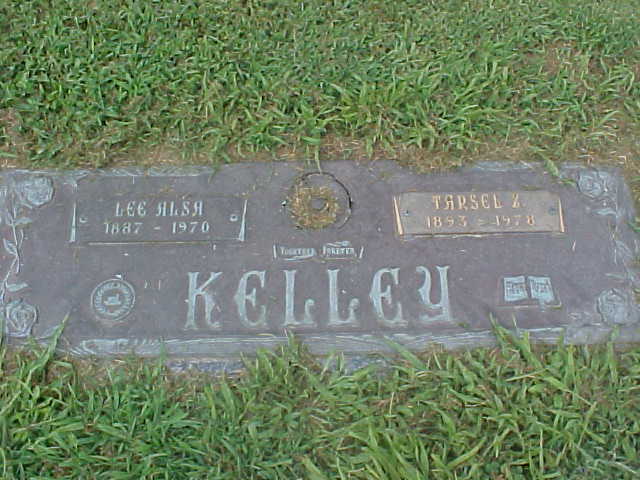 LEE ALSA
1887 - 1970
TARSEL Z.
1893 - 1978
TOGETHER FOREVER
KELLEY